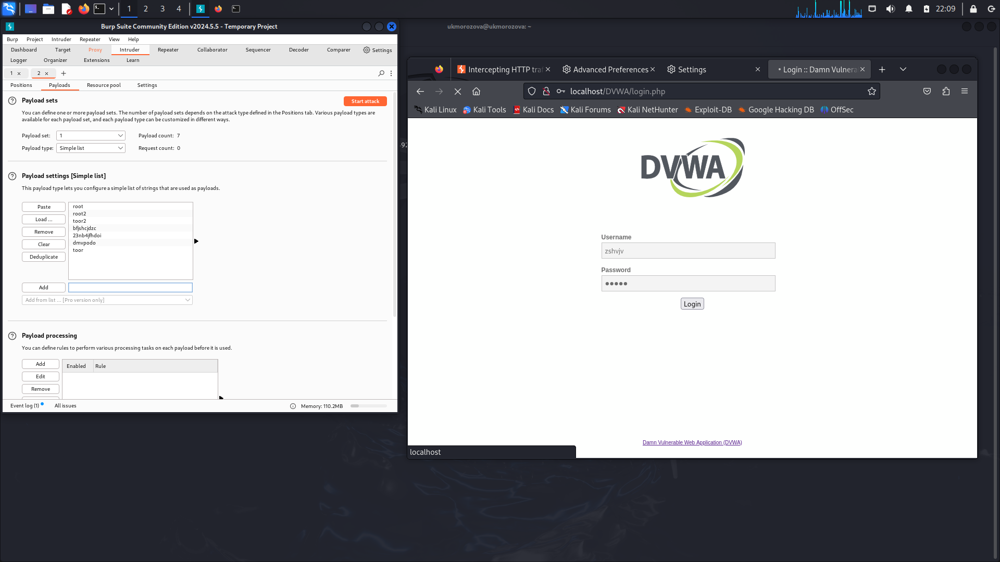 1 2 3 4 22:09
Burp Suite Community Edition v2024.5.5 - Temporary Project
Burp Project Intruder Repeater View Help
Dashboard Target Proxy Intruder Repeater Collaborator Sequencer Decoder Comparer Settings
Logger Organizer Extensions Learn
1 × 2 × +
Positions Payloads Resource pool Settings
? Payload sets Start attack
You can define one or more payload sets. The number of payload sets depends on the attack type defined in the Positions tab. Various payload types are
available for each payload set, and each payload type can be customized in different ways.
Payload set: 1 Payload count: 7
Payload type: Simple list Request count: 0
? Payload settings [Simple list]
This payload type lets you configure a simple list of strings that are used as payloads.
Paste
Load ...
Remove
Clear
Deduplicate
root
root2
toor2
bfjshcjdzc
23nb4jfhdoi
dmvpodo
toor
Add
Add from list ... [Pro version only]
? Payload processing
You can define rules to perform various processing tasks on each payload before it is used.
Add
Edit
Remove
Enabled Rule
Event log (1) All issues Memory: 110.2MB
ukmorozova@ukmorozova: ~
Intercepting HTTP traf Advanced Preferences Settings Login :: Damn Vulnera
localhost/DVWA/login.php
Kali Linux Kali Tools Kali Docs Kali Forums Kali NetHunter Exploit-DB Google Hacking DB OffSec
DVWA
Username
zshvjv
Password
●●●●●
Login
Damn Vulnerable Web Application (DVWA)
localhost